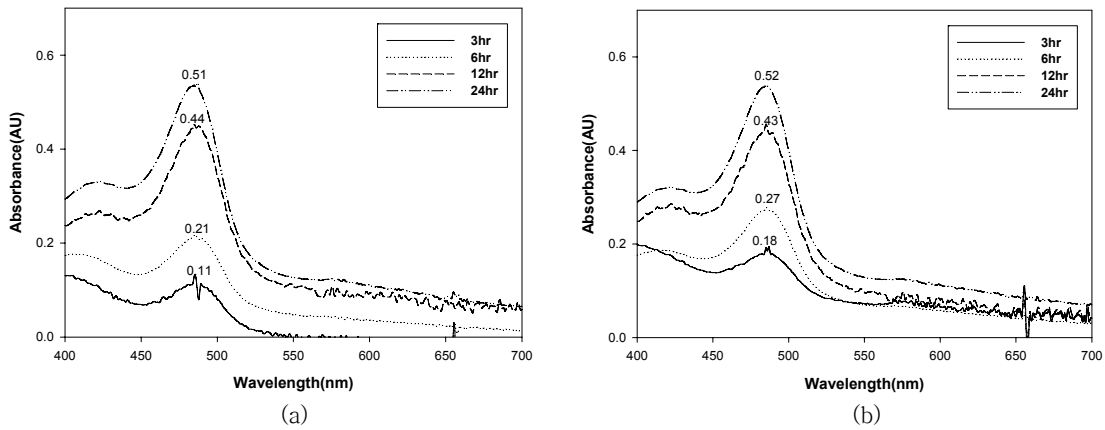 3hr
6hr
12hr
24hr
0.6
0.4
0.2
0.0
Absorbance(AU)
0.51
0.44
0.21
0.11
400 450 500 550 600 650 700
Wavelength(nm)
(a)
3hr
6hr
12hr
24hr
0.6
0.4
0.2
0.0
Absorbance(AU)
0.52
0.43
0.27
0.18
400 450 500 550 600 650 700
Wavelength(nm)
(b)